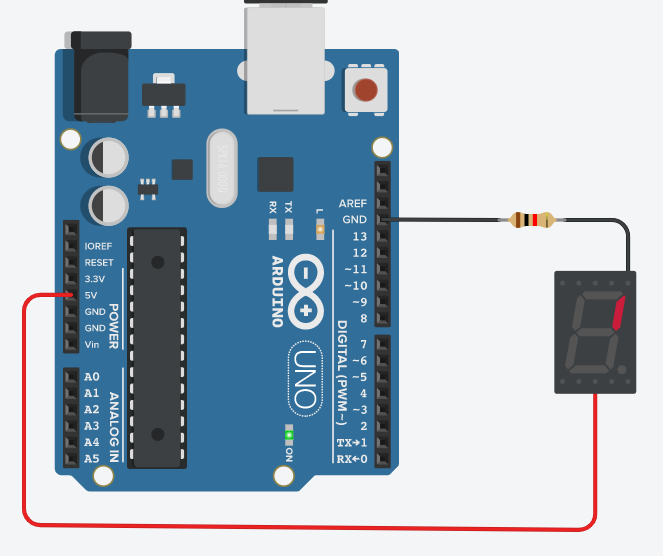 SPK16.000G
RX
TX
L
AREF
GND
13
12
~11
~10
~9
8
7
~6
~5
4
~3
2
TX→1
RX←0
DIGITAL (PWM~)
IOREF
RESET
3.3V
5V
GND
GND
Vin
POWER
A0
A1
A2
A3
A4
A5
ANALOG IN
ARDUINO
UNO
ON